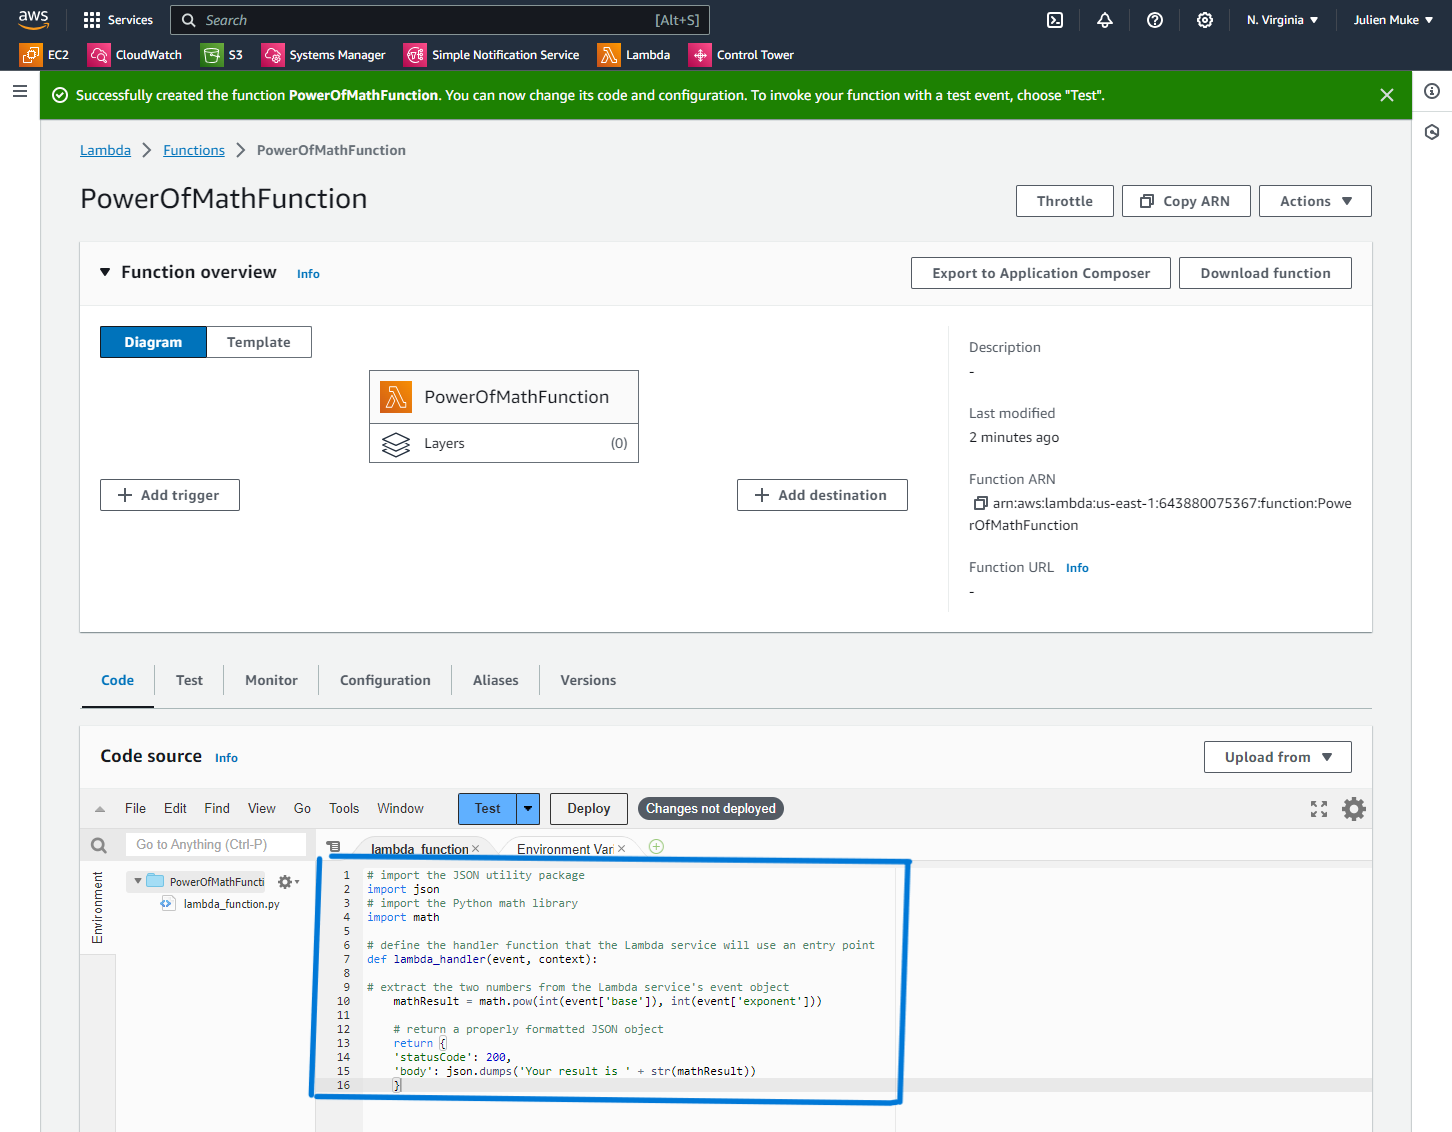 aws Services Search [Alt+S] N. Virginia ▼ Julien Muke ▼
EC2 CloudWatch S3 Systems Manager Simple Notification Service Lambda Control Tower
Successfully created the function PowerOfMathFunction. You can now change its code and configuration. To invoke your function with a test event, choose "Test".
Lambda > Functions > PowerOfMathFunction
PowerOfMathFunction
Throttle Copy ARN Actions ▼
▼ Function overview Info
Export to Application Composer Download function
Diagram Template
PowerOfMathFunction
Layers (0)
+ Add trigger
+ Add destination
Description
-
Last modified
2 minutes ago
Function ARN
arn:aws:lambda:us-east-1:643880075367:function:Powe
rOfMathFunction
Function URL Info
-
Code Test Monitor Configuration Aliases Versions
Code source Info
Upload from ▼
File Edit Find View Go Tools Window Test Deploy Changes not deployed
Go to Anything (Ctrl-P)
lambda_function × Environment Vari ×
Environment
PowerOfMathFuncti
lambda_function.py
1 # import the JSON utility package
2 import json
3 # import the Python math library
4 import math
5
6 # define the handler function that the Lambda service will use an entry point
7 def lambda_handler(event, context):
8
9 # extract the two numbers from the Lambda service's event object
10     mathResult = math.pow(int(event['base']), int(event['exponent']))
11
12     # return a properly formatted JSON object
13     return {
14     'statusCode': 200,
15     'body': json.dumps('Your result is ' + str(mathResult))
16     }